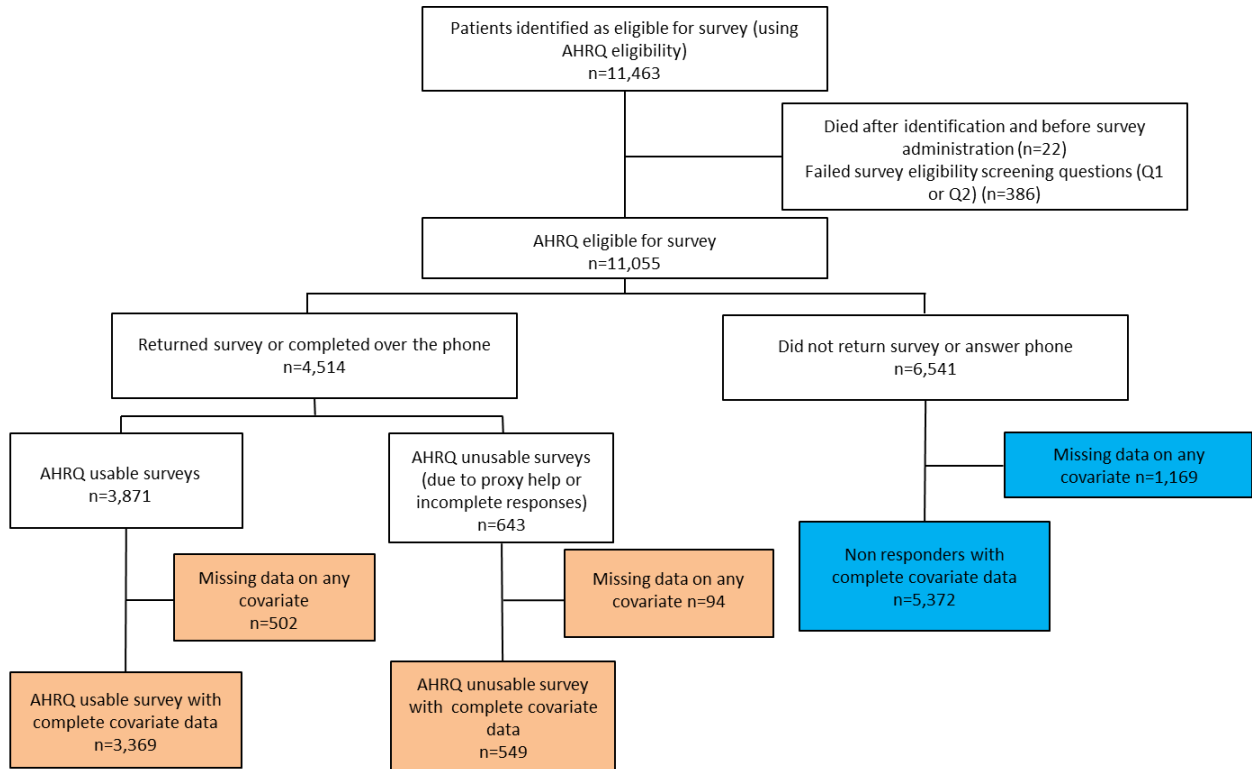 Patients identified as eligible for survey (using
AHRQ eligibility)
n=11,463
Died after identification and before survey
administration (n=22)
Failed survey eligibility screening questions (Q1
or Q2) (n=386)
AHRQ eligible for survey
n=11,055
Returned survey or completed over the phone
n=4,514
Did not return survey or answer phone
n=6,541
AHRQ usable surveys
n=3,871
AHRQ unusable surveys
(due to proxy help or
incomplete responses)
n=643
Missing data on any
covariate n=1,169
Missing data on any
covariate
n=502
Missing data on any
covariate n=94
Non responders with
complete covariate data
n=5,372
AHRQ usable survey with
complete covariate data
n=3,369
AHRQ unusable survey
with complete covariate
data
n=549